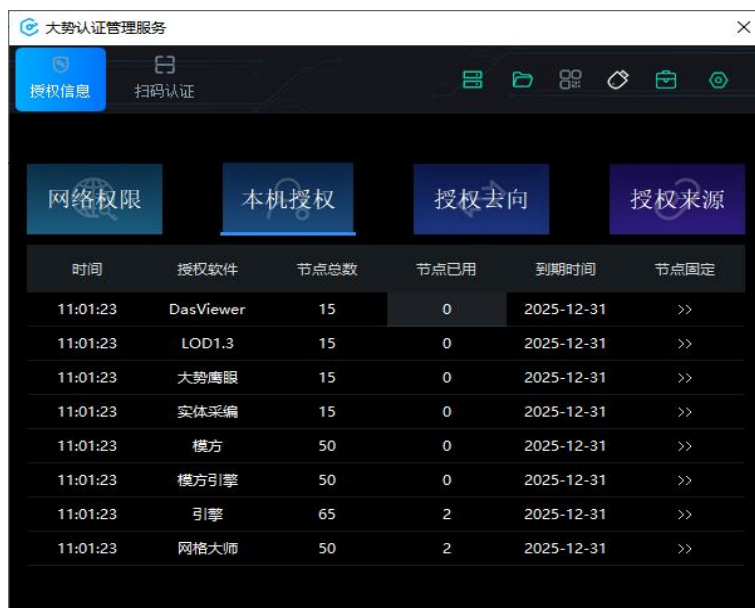 大势认证管理服务
授权信息 扫码认证
网络权限 本机授权 授权去向 授权来源
时间 授权软件 节点总数 节点已用 到期时间 节点固定
11:01:23 DasViewer 15 0 2025-12-31 >>
11:01:23 LOD1.3 15 0 2025-12-31 >>
11:01:23 大势鹰眼 15 0 2025-12-31 >>
11:01:23 实体采编 15 0 2025-12-31 >>
11:01:23 模方 50 0 2025-12-31 >>
11:01:23 模方引擎 50 0 2025-12-31 >>
11:01:23 引擎 65 2 2025-12-31 >>
11:01:23 网格大师 50 2 2025-12-31 >>